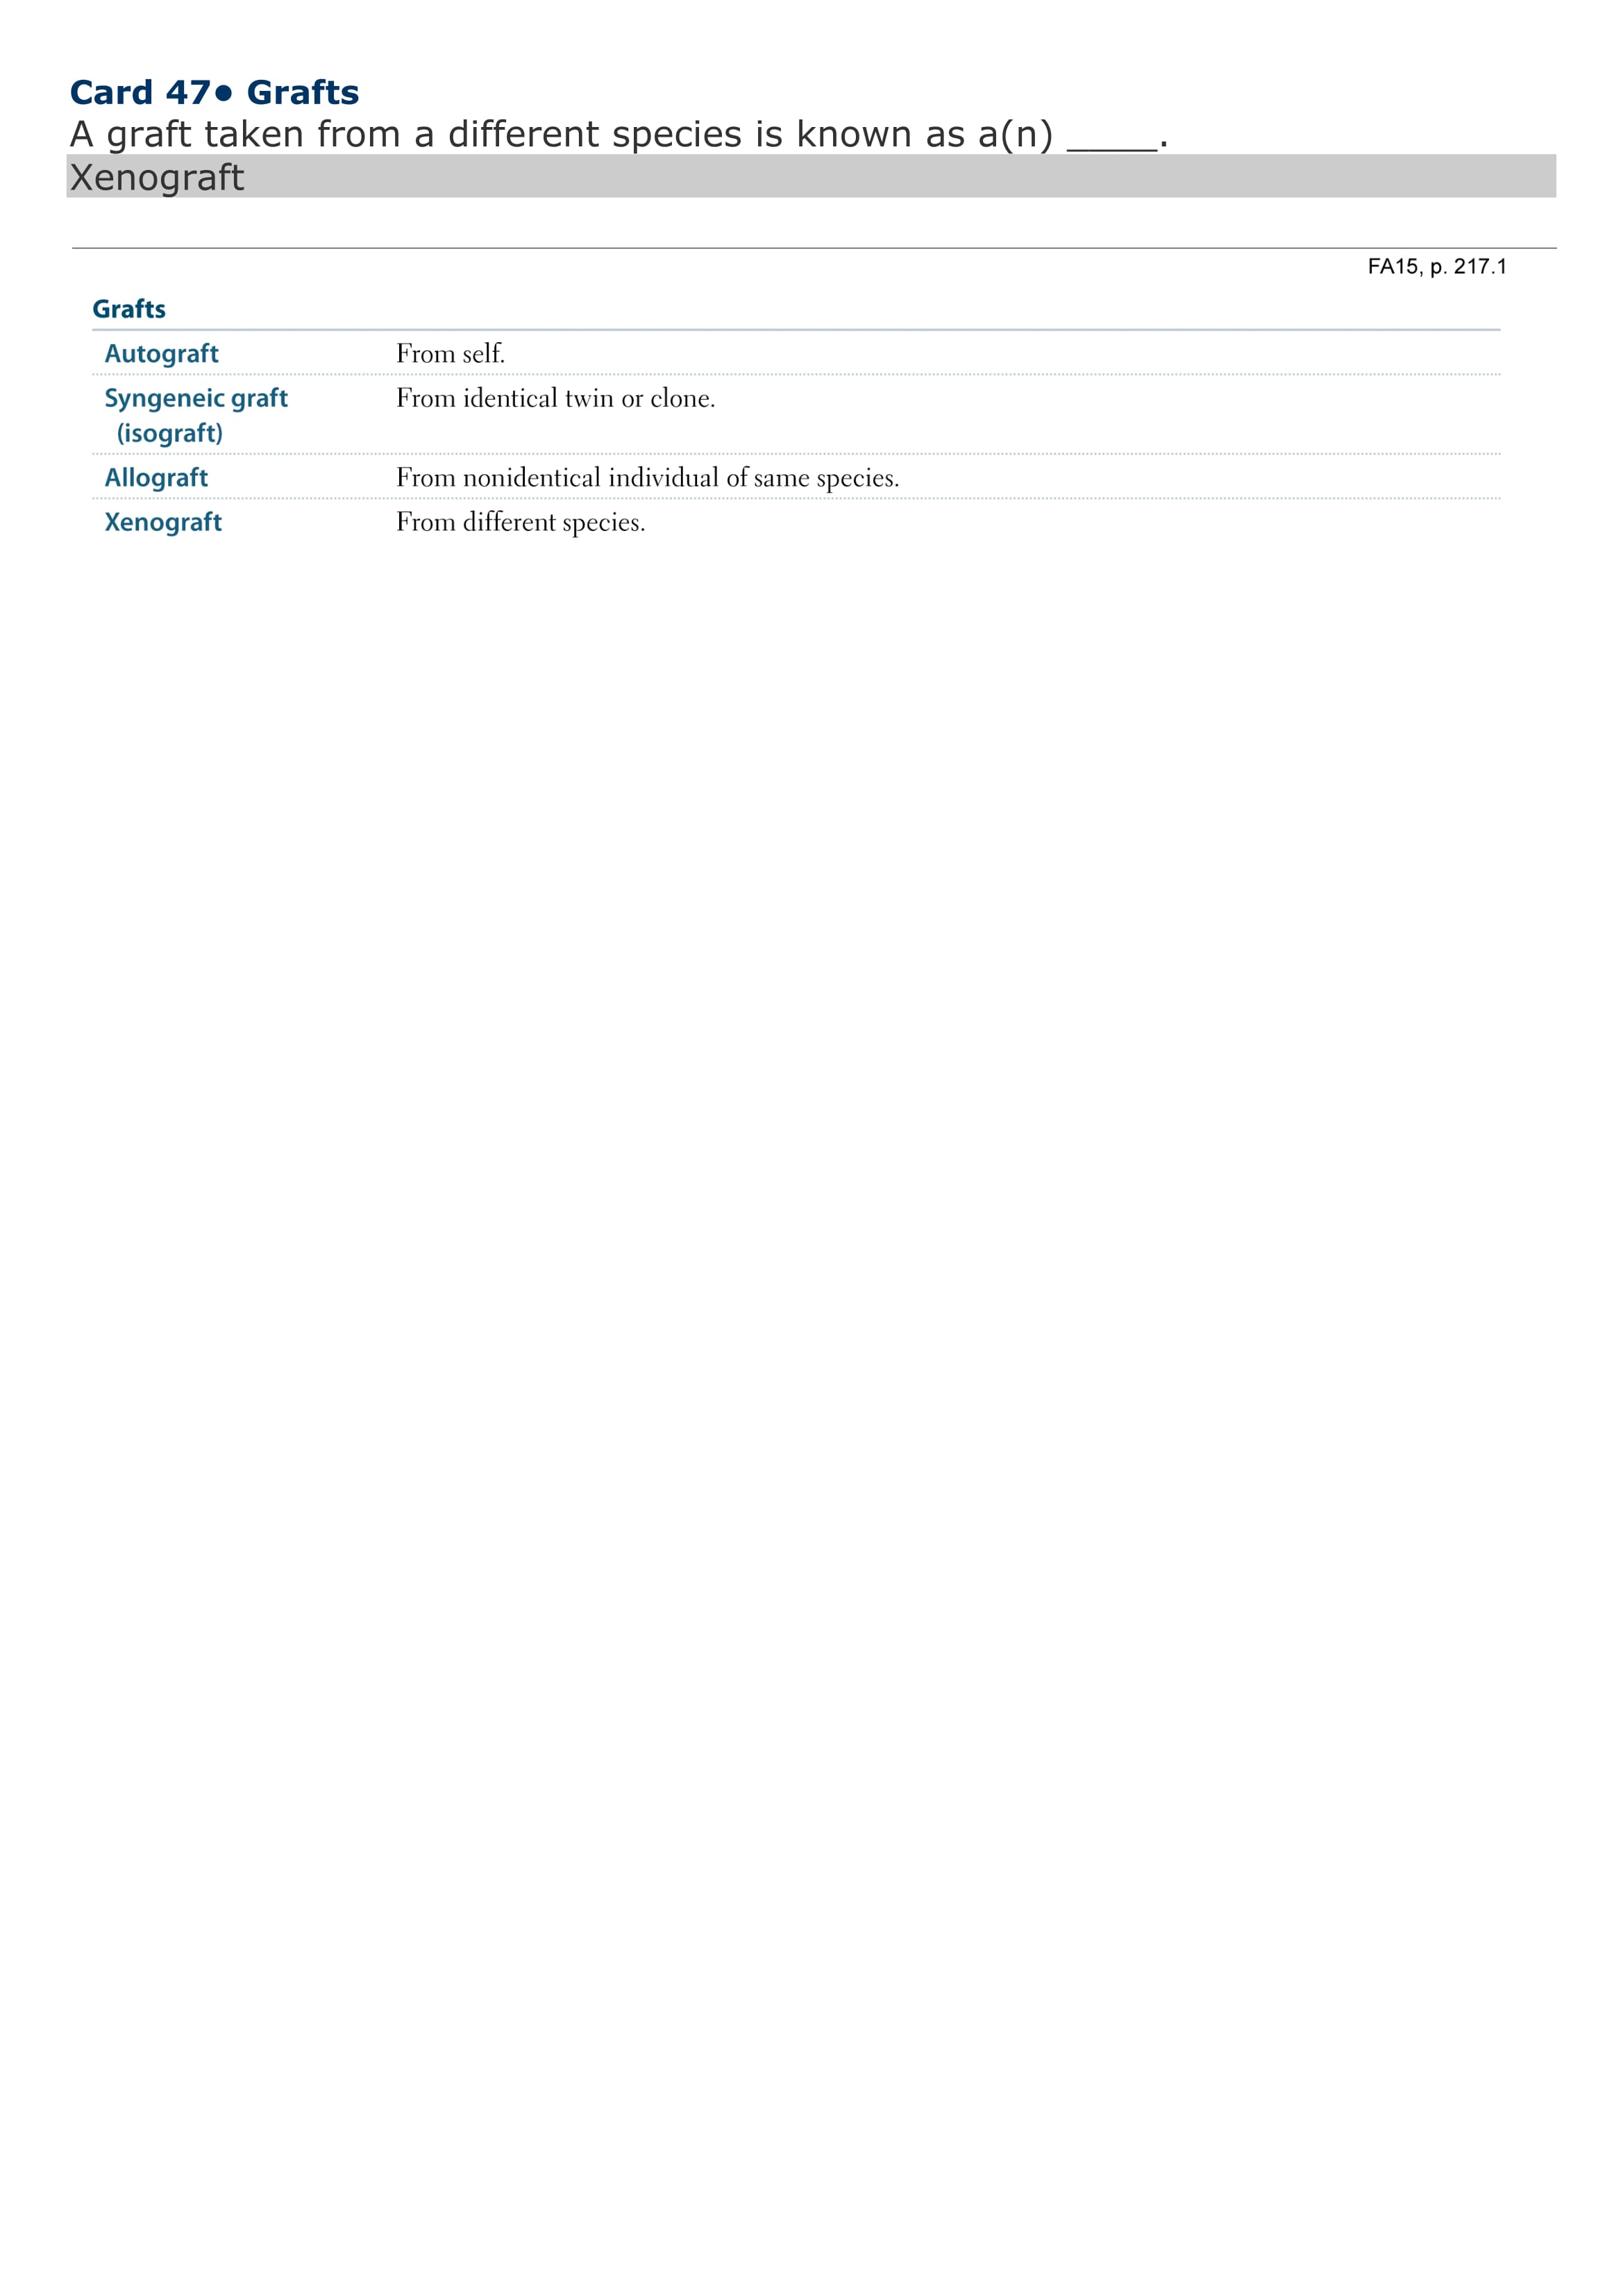 Card 47● Grafts
A graft taken from a different species is known as a(n) _____.
Xenograft
FA15, p. 217.1
Grafts
Autograft From self.
Syngeneic graft From identical twin or clone.
(isograft)
Allograft From nonidentical individual of same species.
Xenograft From different species.